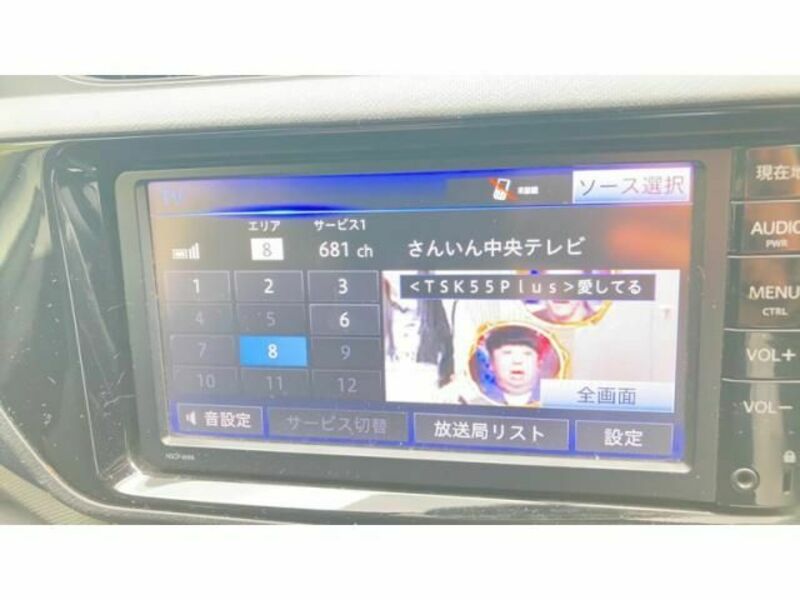 TV
ソース選択
現在地
エリア
サービス1
8
681 ch
さんいん中央テレビ
AUDIO
PWR
<TSK55Plus>愛してる
1 2 3
4 5 6
7 8 9
10 11 12
MENU
CTRL
VOL+
全画面
VOL-
音設定
サービス切替
放送局リスト
設定